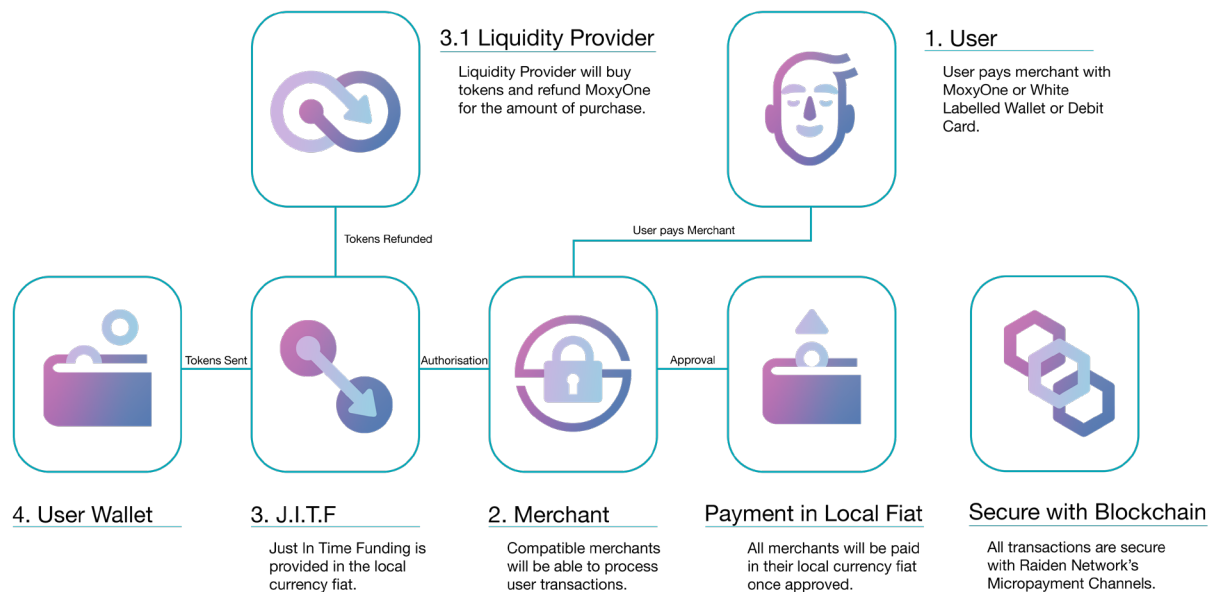 3.1 Liquidity Provider
Liquidity Provider will buy
tokens and refund MoxyOne
for the amount of purchase.
1. User
User pays merchant with
MoxyOne or White
Labelled Wallet or Debit
Card.
Tokens Refunded
User pays Merchant
Tokens Sent
Authorisation
Approval
4. User Wallet
3. J.I.T.F
Just In Time Funding is
provided in the local
currency fiat.
2. Merchant
Compatible merchants
will be able to process
user transactions.
Payment in Local Fiat
All merchants will be paid
in their local currency fiat
once approved.
Secure with Blockchain
All transactions are secure
with Raiden Network’s
Micropayment Channels.